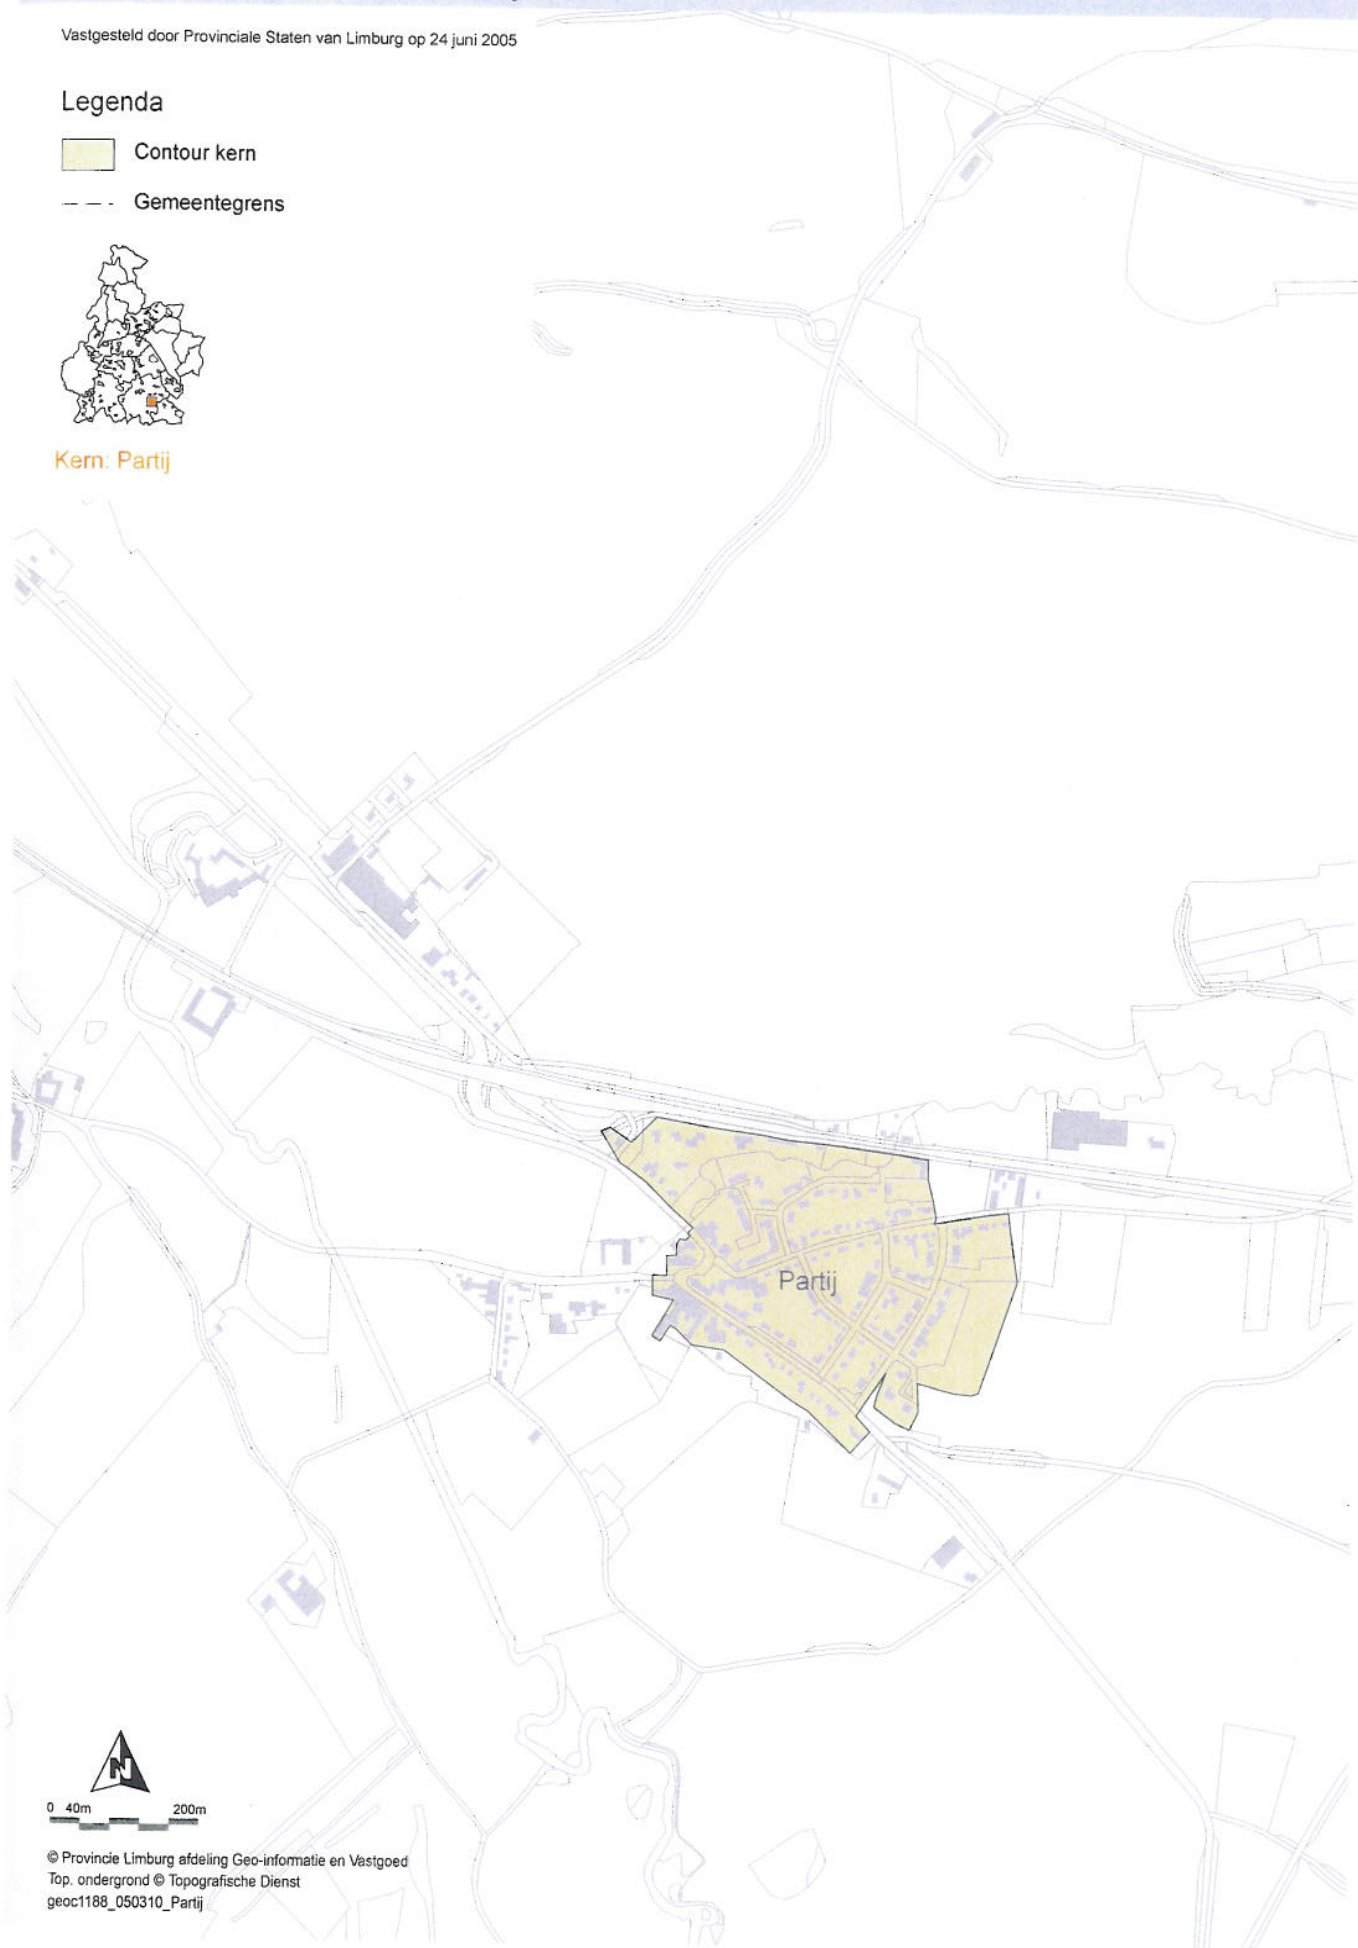 Vastgesteld door Provinciale Staten van Limburg op 24 juni 2005
Legenda
Contour kern
Gemeentegrens
Kern: Partij
Partij
N
0 40m 200m
© Provincie Limburg afdeling Geo-informatie en Vastgoed
Top. ondergrond © Topografische Dienst
geoc1188_050310_Partij